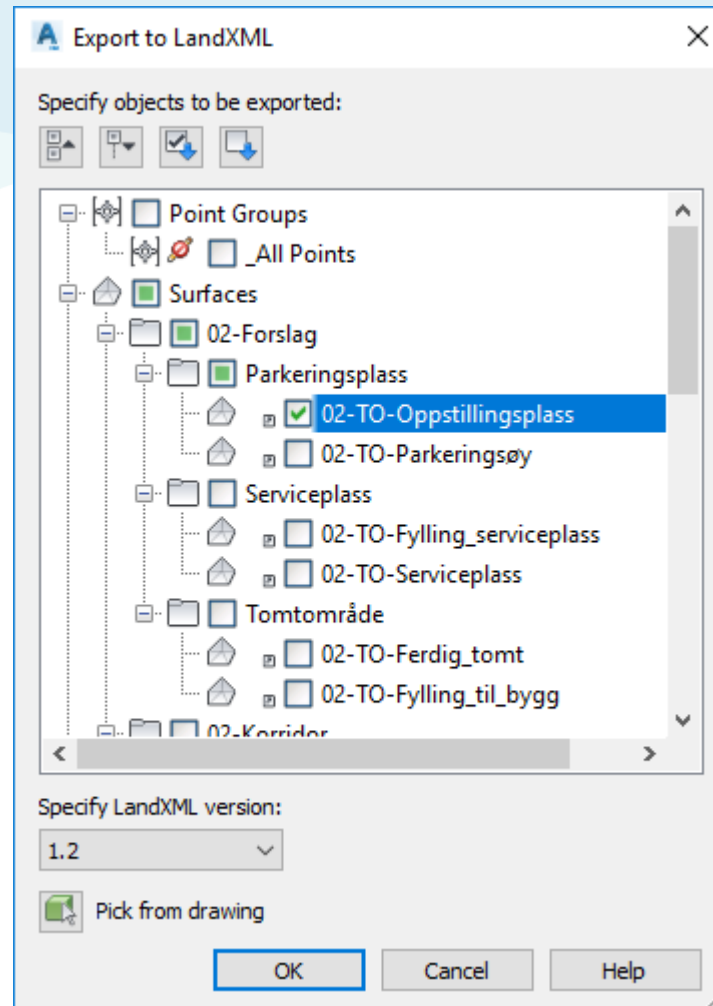 Export to LandXML
Specify objects to be exported:
Point Groups
_All Points
Surfaces
02-Forslag
Parkeringsplass
02-TO-Oppstillingsplass
02-TO-Parkeringsøy
Serviceplass
02-TO-Fylling_serviceplass
02-TO-Serviceplass
Tomtområde
02-TO-Ferdig_tomt
02-TO-Fylling_til_bygg
02-Korridor
Specify LandXML version:
1.2
Pick from drawing
OK Cancel Help